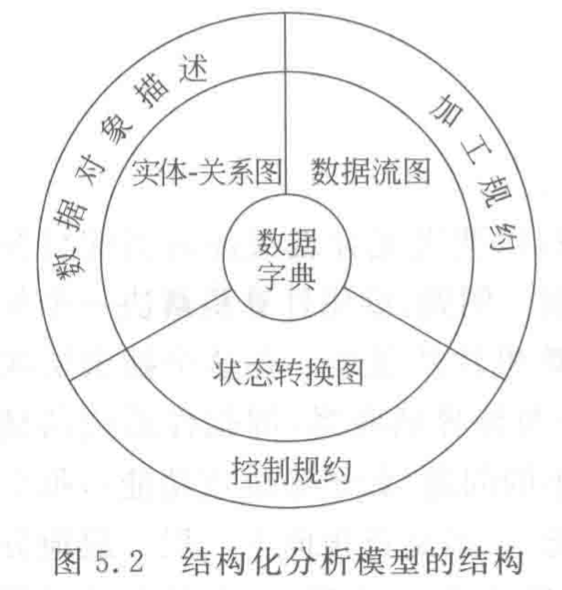 数据对象描述
加工规约
实体-关系图
数据流图
数据
字典
状态转换图
控制规约
图 5.2 结构化分析模型的结构